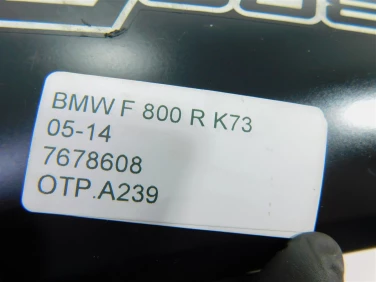 BMW F 800 R K73
05-14
7678608
OTP.A239